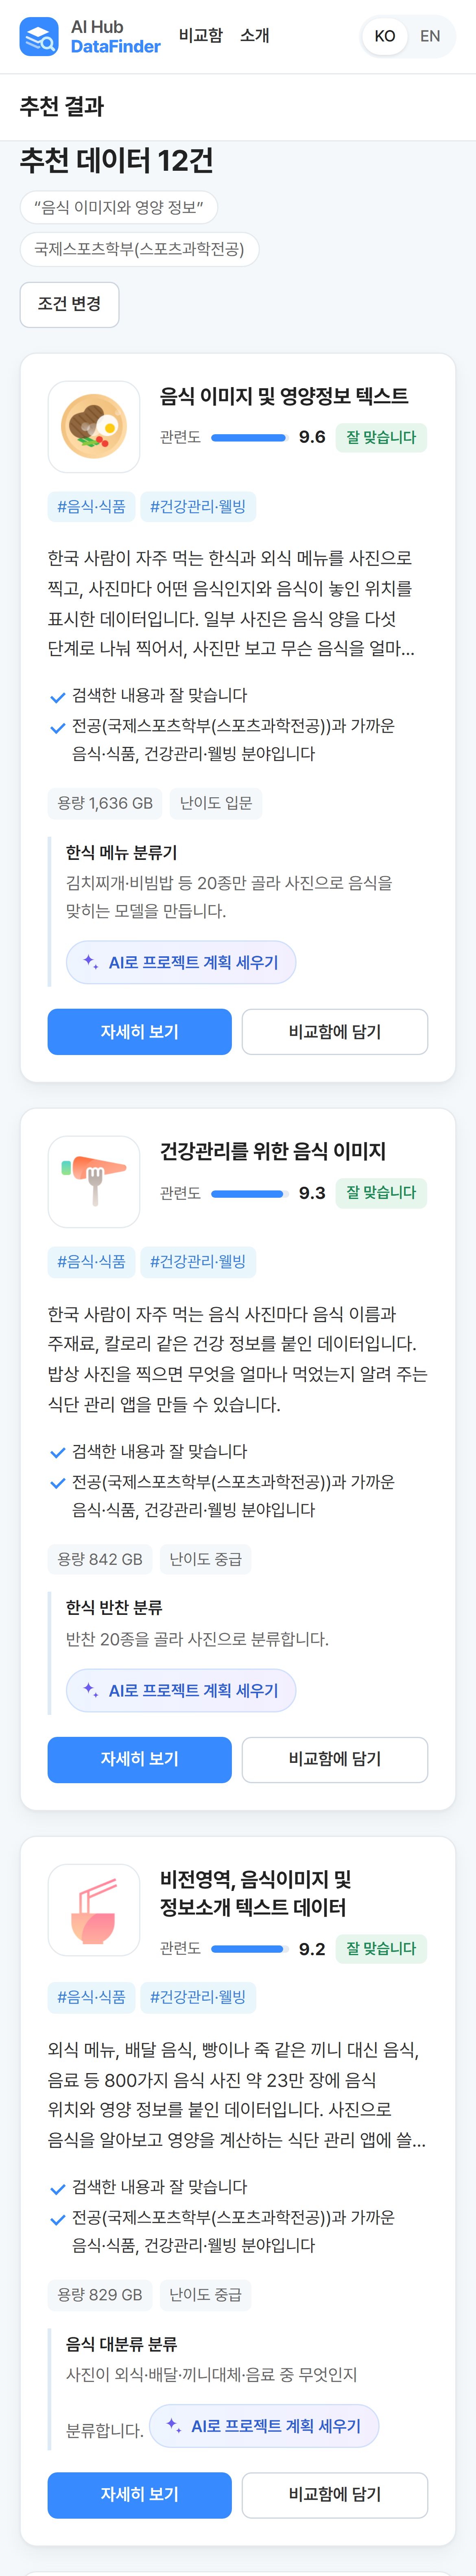 AI Hub
DataFinder
비교함 소개
KO EN
추천 결과
추천 데이터 12건
“음식 이미지와 영양 정보”
국제스포츠학부(스포츠과학전공)
조건 변경
음식 이미지 및 영양정보 텍스트
관련도 9.6 잘 맞습니다
#음식·식품 #건강관리·웰빙
한국 사람이 자주 먹는 한식과 외식 메뉴를 사진으로
찍고, 사진마다 어떤 음식인지와 음식이 놓인 위치를
표시한 데이터입니다. 일부 사진은 음식 양을 다섯
단계로 나눠 찍어서, 사진만 보고 무슨 음식을 얼마...
검색한 내용과 잘 맞습니다
전공(국제스포츠학부(스포츠과학전공))과 가까운
음식·식품, 건강관리·웰빙 분야입니다
용량 1,636 GB 난이도 입문
한식 메뉴 분류기
김치찌개·비빔밥 등 20종만 골라 사진으로 음식을
맞히는 모델을 만듭니다.
AI로 프로젝트 계획 세우기
자세히 보기 비교함에 담기
건강관리를 위한 음식 이미지
관련도 9.3 잘 맞습니다
#음식·식품 #건강관리·웰빙
한국 사람이 자주 먹는 음식 사진마다 음식 이름과
주재료, 칼로리 같은 건강 정보를 붙인 데이터입니다.
밥상 사진을 찍으면 무엇을 얼마나 먹었는지 알려 주는
식단 관리 앱을 만들 수 있습니다.
검색한 내용과 잘 맞습니다
전공(국제스포츠학부(스포츠과학전공))과 가까운
음식·식품, 건강관리·웰빙 분야입니다
용량 842 GB 난이도 중급
한식 반찬 분류
반찬 20종을 골라 사진으로 분류합니다.
AI로 프로젝트 계획 세우기
자세히 보기 비교함에 담기
비전영역, 음식이미지 및
정보소개 텍스트 데이터
관련도 9.2 잘 맞습니다
#음식·식품 #건강관리·웰빙
외식 메뉴, 배달 음식, 빵이나 죽 같은 끼니 대신 음식,
음료 등 800가지 음식 사진 약 23만 장에 음식
위치와 영양 정보를 붙인 데이터입니다. 사진으로
음식을 알아보고 영양을 계산하는 식단 관리 앱에 쓸...
검색한 내용과 잘 맞습니다
전공(국제스포츠학부(스포츠과학전공))과 가까운
음식·식품, 건강관리·웰빙 분야입니다
용량 829 GB 난이도 중급
음식 대분류 분류
사진이 외식·배달·끼니대체·음료 중 무엇인지
분류합니다. AI로 프로젝트 계획 세우기
자세히 보기 비교함에 담기